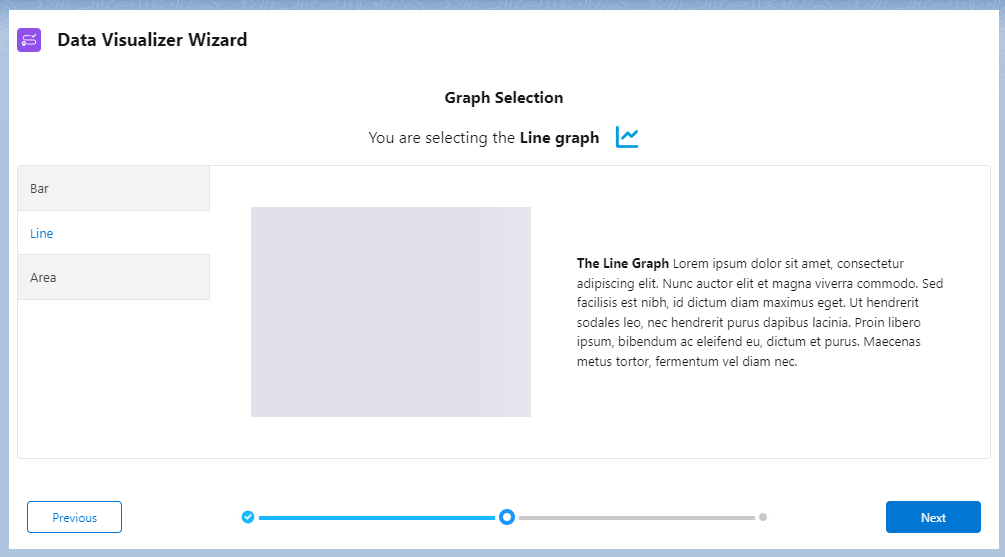 Data Visualizer Wizard
Graph Selection
You are selecting the Line graph
Bar
Line
Area
The Line Graph Lorem ipsum dolor sit amet, consectetur
adipiscing elit. Nunc auctor elit et magna viverra commodo. Sed
facilisis est nibh, id dictum diam maximus eget. Ut hendrerit
sodales leo, nec hendrerit purus dapibus lacinia. Proin libero
ipsum, bibendum ac eleifend eu, dictum et purus. Maecenas
metus tortor, fermentum vel diam nec.
Previous
Next